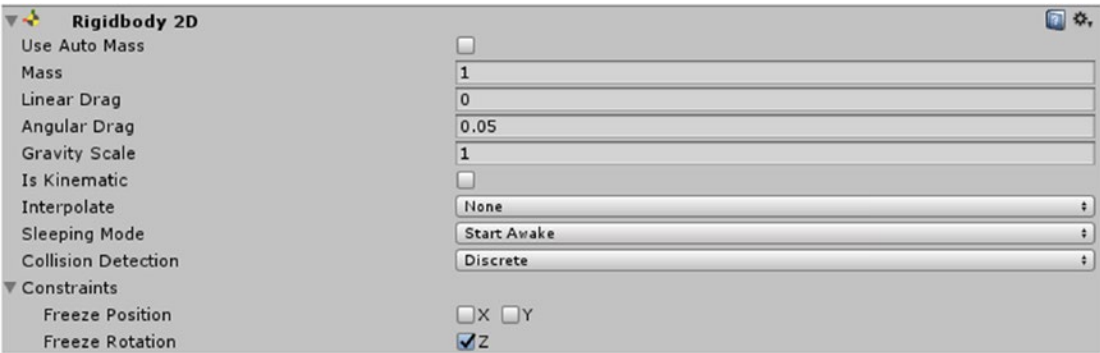 Rigidbody 2D
Use Auto Mass
Mass 1
Linear Drag 0
Angular Drag 0.05
Gravity Scale 1
Is Kinematic
Interpolate None
Sleeping Mode Start Awake
Collision Detection Discrete
Constraints
Freeze Position X Y
Freeze Rotation Z